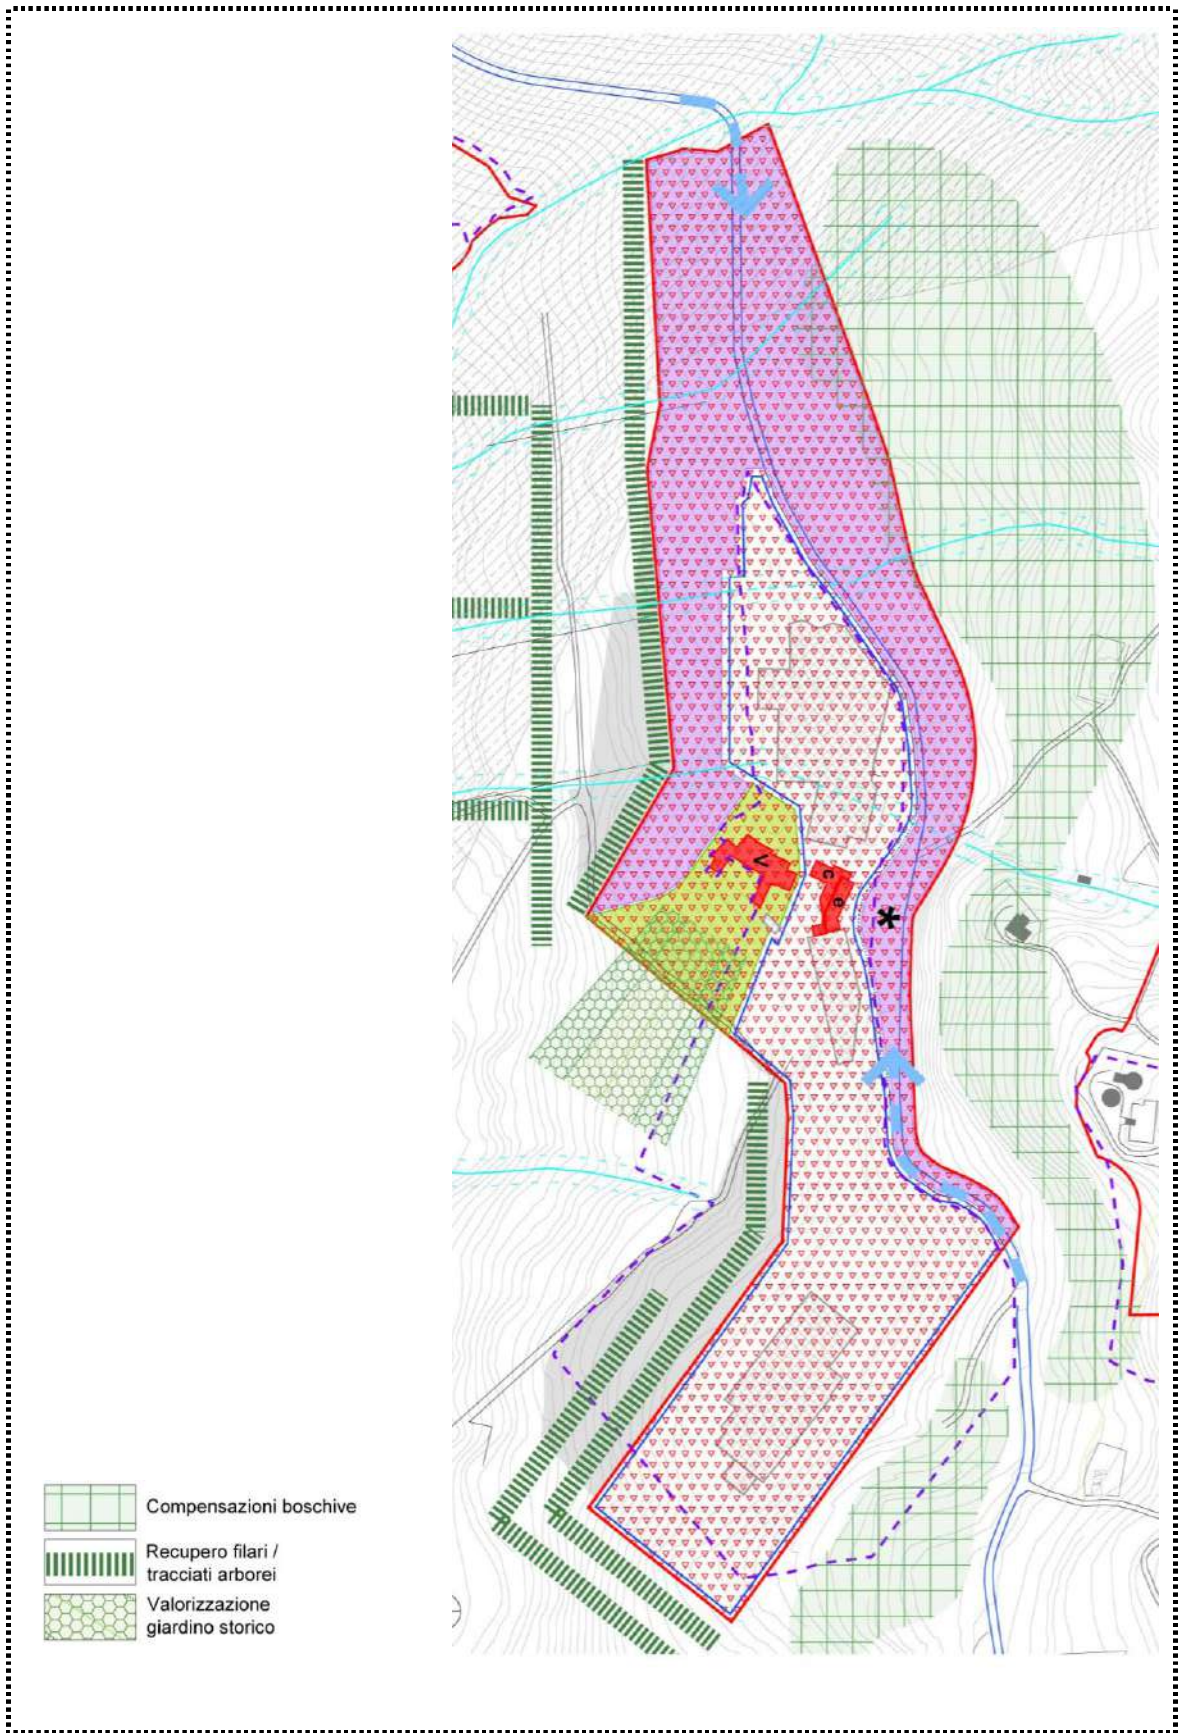 V
c
e
*
Compensazioni boschive
Recupero filari /
tracciati arborei
Valorizzazione
giardino storico